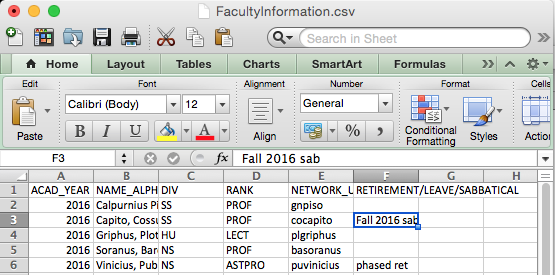 FacultyInformation.csv
Search in Sheet
Home Layout Tables Charts SmartArt Formulas
Edit Font Alignment Number Format Cells
Calibri (Body) 12 General
B I U A % ,
Paste Align Conditional Formatting Styles Action
F3 fx Fall 2016 sab
A B C D E F G H
1 ACAD_YEAR NAME_ALPH DIV RANK NETWORK_U RETIREMENT/LEAVE/SABBATICAL
2 2016 Calpurnius Pi SS PROF gnpiso
3 2016 Capito, Cossu SS PROF cocapito Fall 2016 sab
4 2016 Griphus, Plot HU LECT plgriphus
5 2016 Soranus, Bar NS PROF basoranus
6 2016 Vinicius, Pub NS ASTPRO puvinicius phased ret